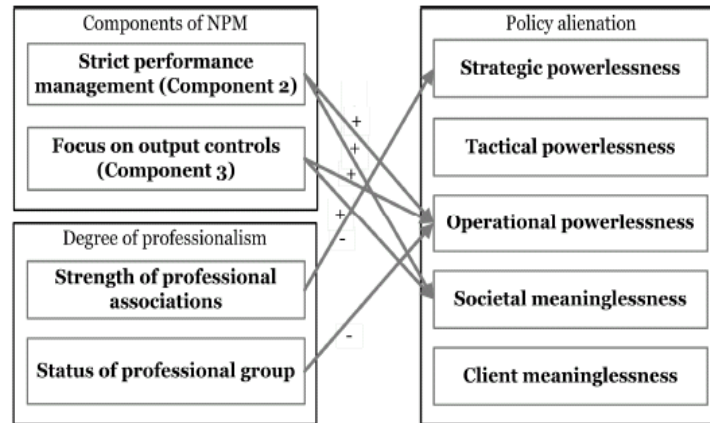 Components of NPM
Strict performance
management (Component 2)
Focus on output controls
(Component 3)
Degree of professionalism
Strength of professional
associations
Status of professional group
+
+
+
+
-
-
Policy alienation
Strategic powerlessness
Tactical powerlessness
Operational powerlessness
Societal meaninglessness
Client meaninglessness